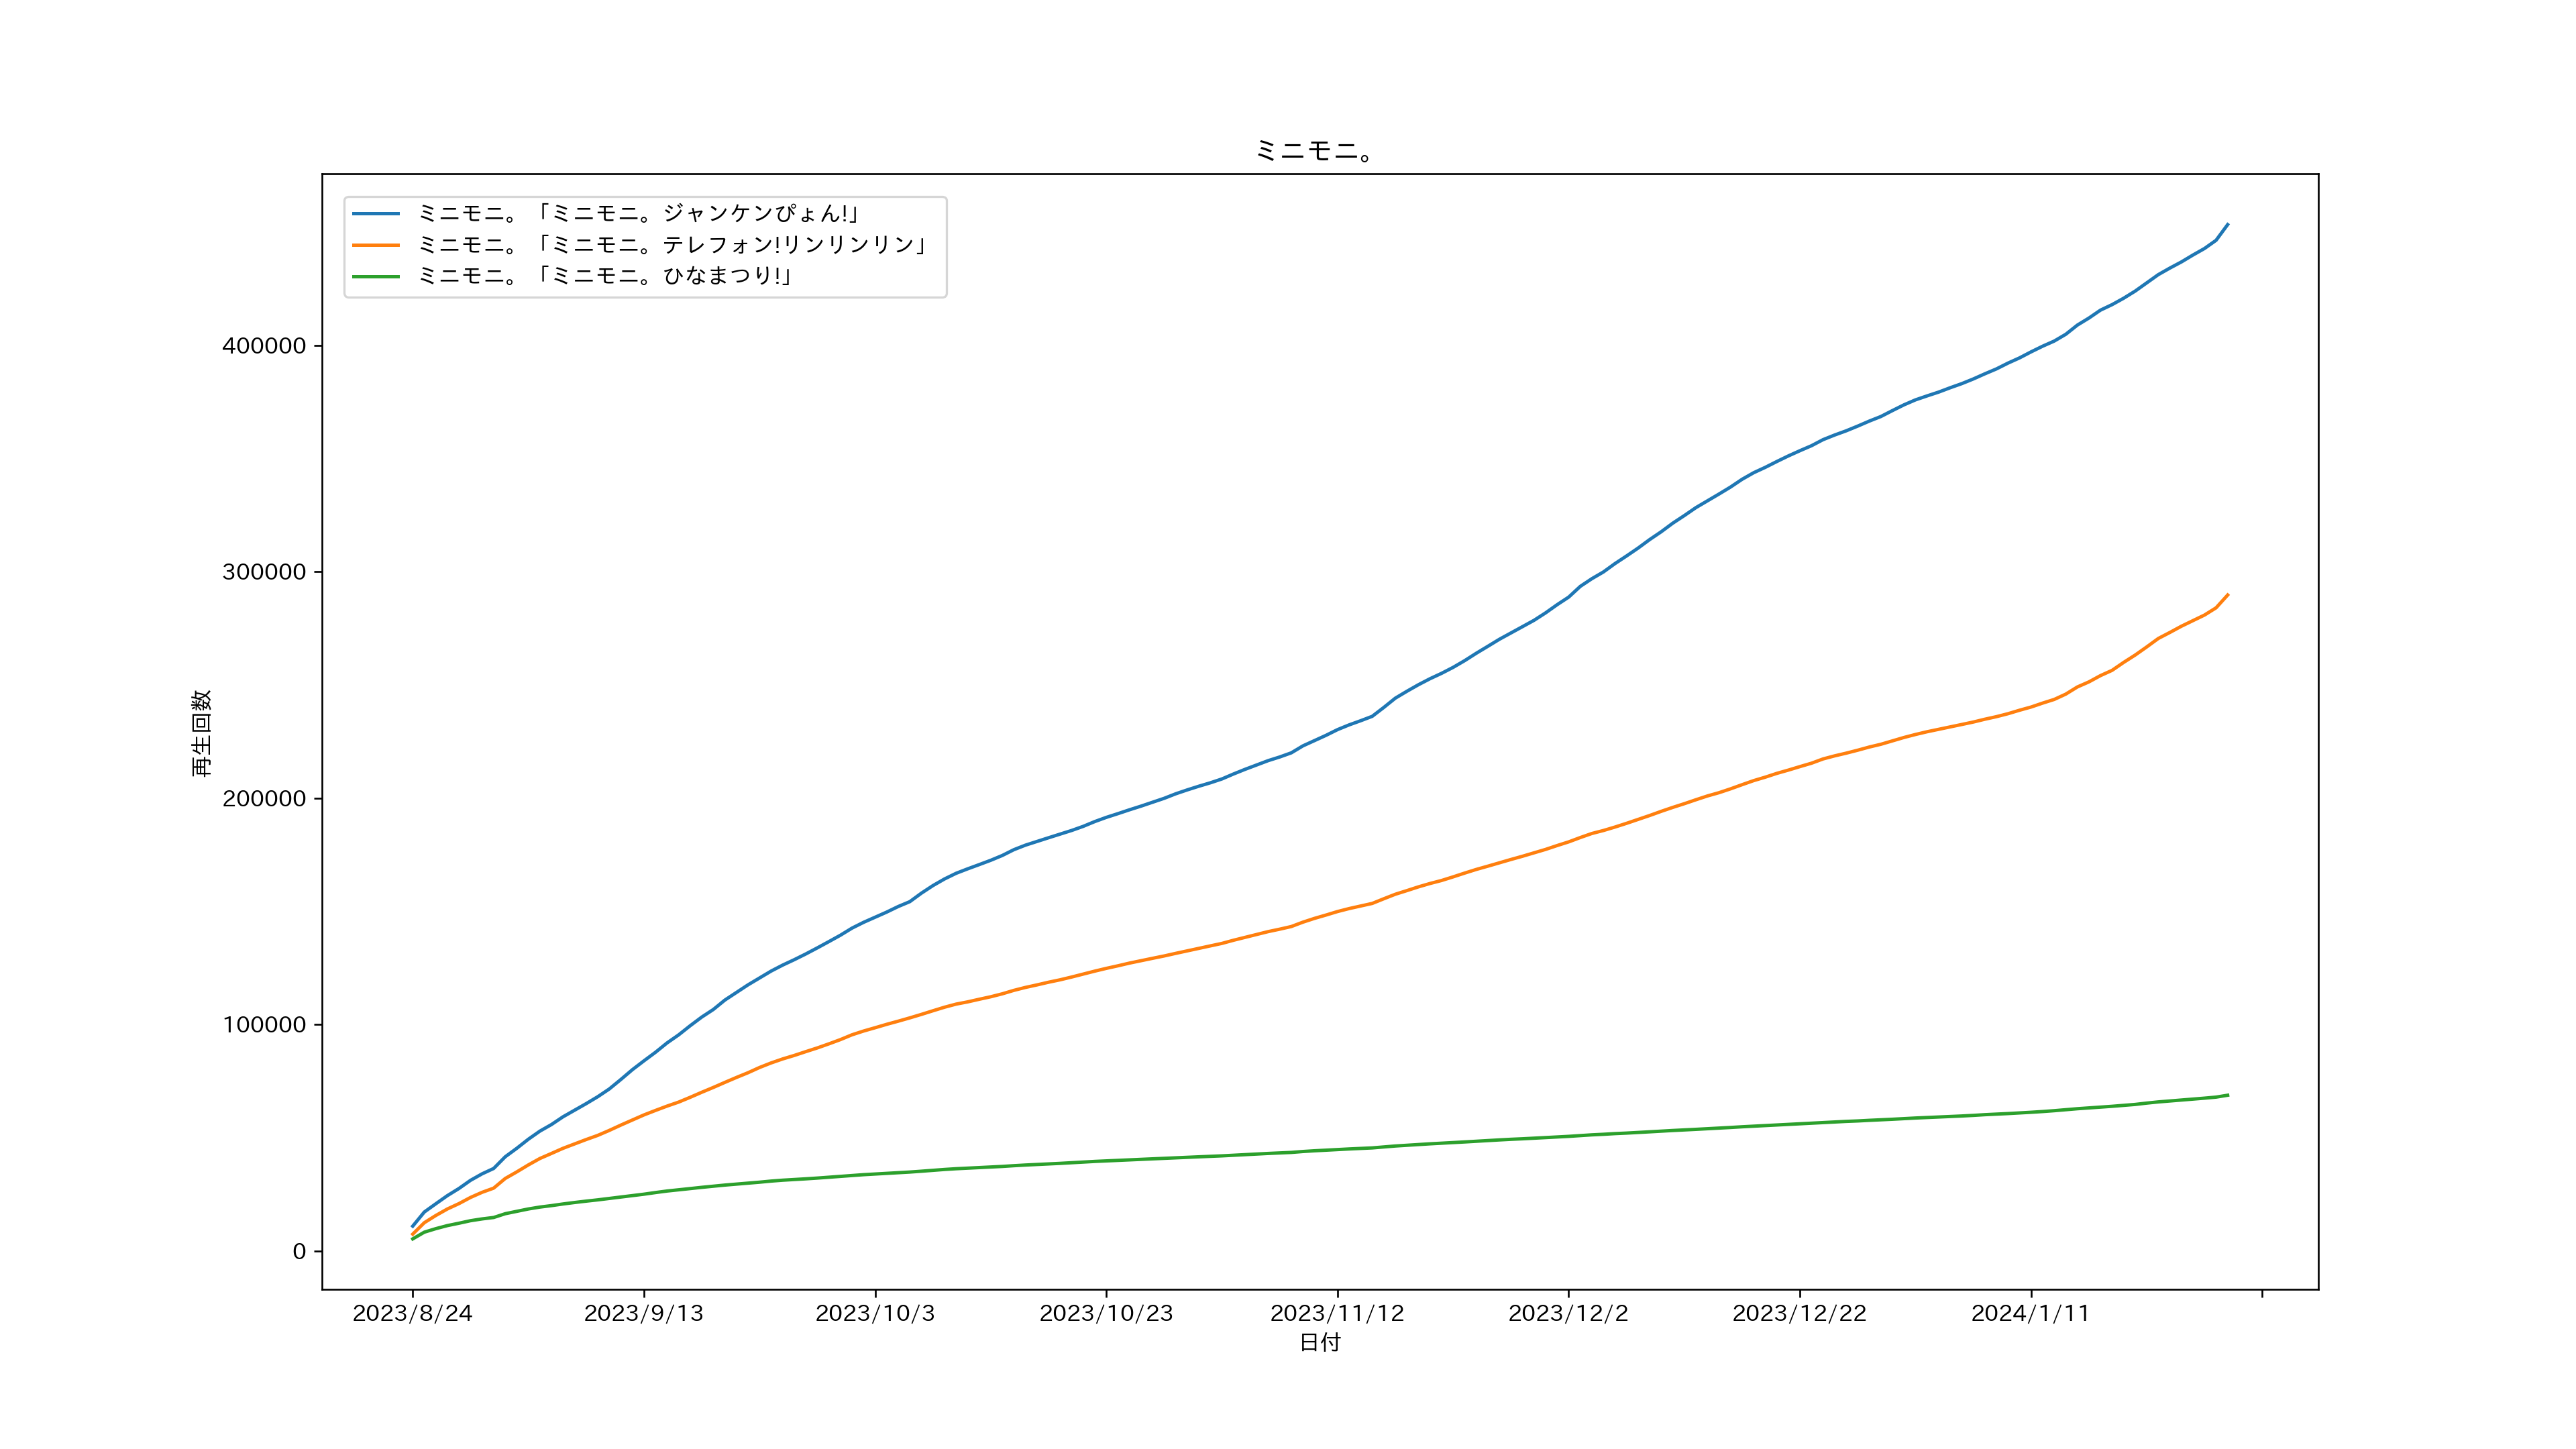 ミニモニ。
ミニモニ。「ミニモニ。ジャンケンぴょん!」
ミニモニ。「ミニモニ。テレフォン!リンリンリン」
ミニモニ。「ミニモニ。ひなまつり!」
再生回数
400000
300000
200000
100000
0
2023/8/24 2023/9/13 2023/10/3 2023/10/23 2023/11/12 2023/12/2 2023/12/22 2024/1/11
日付